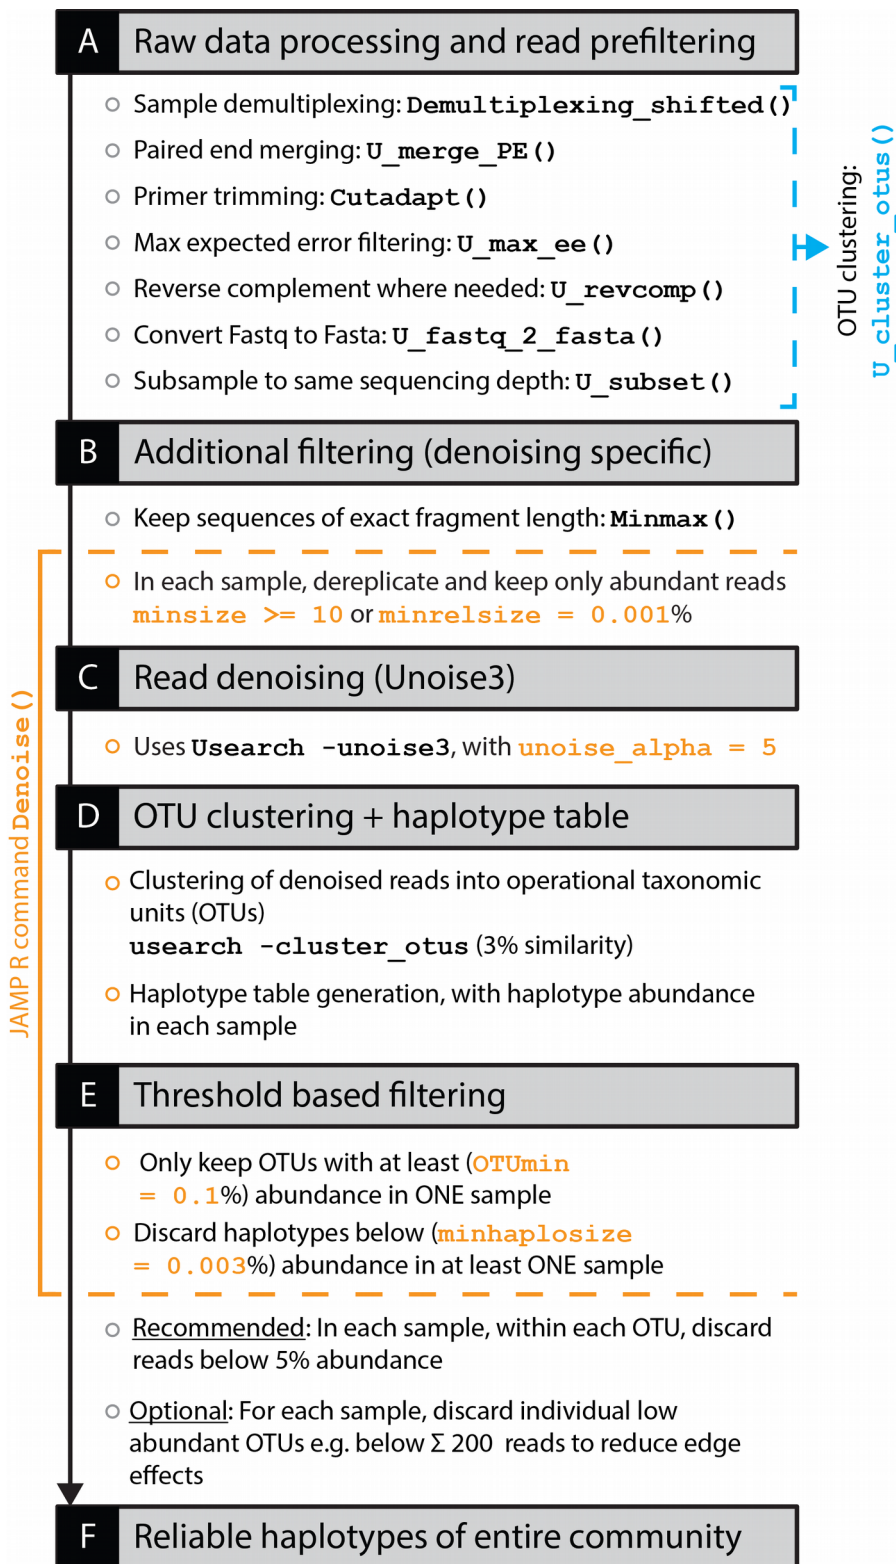 A Raw data processing and read prefiltering
Sample demultiplexing: Demultiplexing_shifted()
Paired end merging: U_merge_PE()
Primer trimming: Cutadapt()
Max expected error filtering: U_max_ee()
Reverse complement where needed: U_revcomp()
Convert Fastq to Fasta: U_fastq_2_fasta()
Subsample to same sequencing depth: U_subset()
OTU clustering:
U_cluster_otus()
B Additional filtering (denoising specific)
Keep sequences of exact fragment length: Minmax()
In each sample, dereplicate and keep only abundant reads
minsize >= 10 or minrelsize = 0.001%
C Read denoising (Unoise3)
Uses Usearch -unoise3, with unoise_alpha = 5
D OTU clustering + haplotype table
Clustering of denoised reads into operational taxonomic
units (OTUs)
usearch -cluster_otus (3% similarity)
Haplotype table generation, with haplotype abundance
in each sample
JAMP R command Denoise()
E Threshold based filtering
Only keep OTUs with at least (OTUmin
= 0.1%) abundance in ONE sample
Discard haplotypes below (minhaplosize
= 0.003%) abundance in at least ONE sample
Recommended: In each sample, within each OTU, discard
reads below 5% abundance
Optional: For each sample, discard individual low
abundant OTUs e.g. below Σ 200 reads to reduce edge
effects
F Reliable haplotypes of entire community